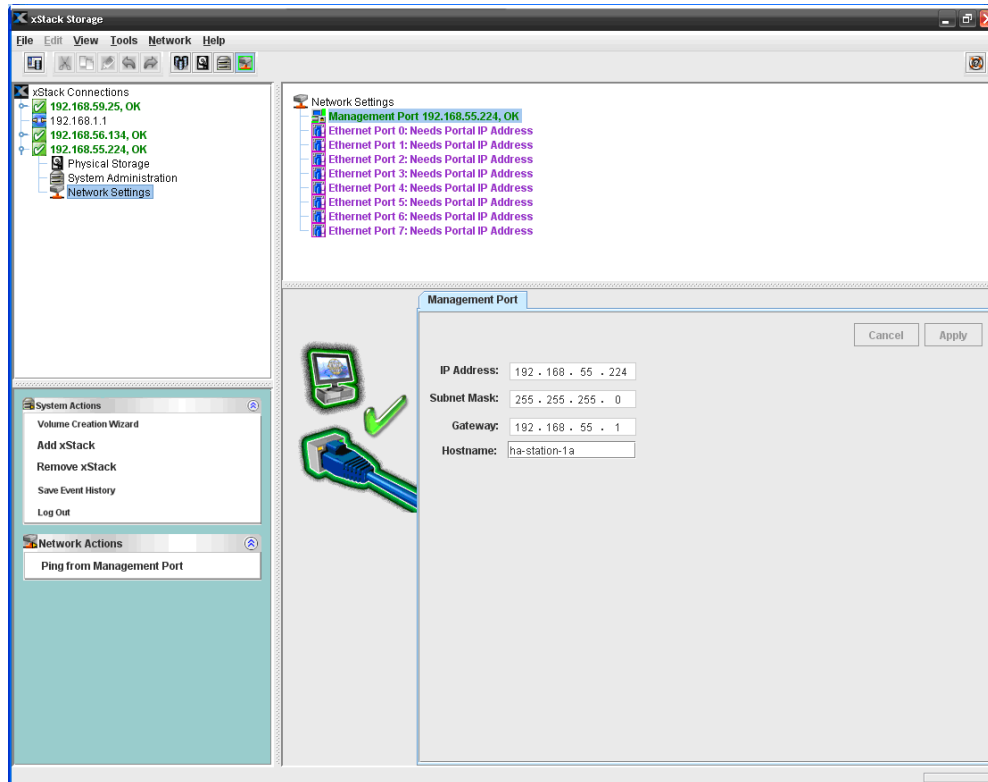 xStack Storage
File Edit View Tools Network Help
xStack Connections
192.168.59.25, OK
192.168.1.1
192.168.56.134, OK
192.168.55.224, OK
Physical Storage
System Administration
Network Settings
Network Settings
Management Port 192.168.55.224, OK
Ethernet Port 0: Needs Portal IP Address
Ethernet Port 1: Needs Portal IP Address
Ethernet Port 2: Needs Portal IP Address
Ethernet Port 3: Needs Portal IP Address
Ethernet Port 4: Needs Portal IP Address
Ethernet Port 5: Needs Portal IP Address
Ethernet Port 6: Needs Portal IP Address
Ethernet Port 7: Needs Portal IP Address
System Actions
Volume Creation Wizard
Add xStack
Remove xStack
Save Event History
Log Out
Network Actions
Ping from Management Port
Management Port
Cancel Apply
IP Address: 192 . 168 . 55 . 224
Subnet Mask: 255 . 255 . 255 . 0
Gateway: 192 . 168 . 55 . 1
Hostname: ha-station-1a